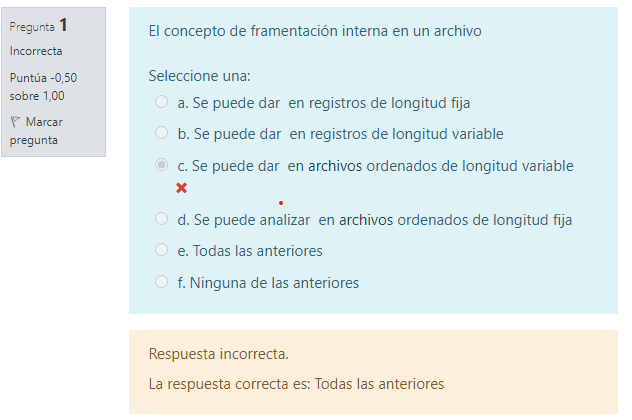 Pregunta 1
Incorrecta
Puntúa -0,50
sobre 1,00
Marcar
pregunta
El concepto de framentación interna en un archivo
Seleccione una:
a. Se puede dar en registros de longitud fija
b. Se puede dar en registros de longitud variable
c. Se puede dar en archivos ordenados de longitud variable
d. Se puede analizar en archivos ordenados de longitud fija
e. Todas las anteriores
f. Ninguna de las anteriores
Respuesta incorrecta.
La respuesta correcta es: Todas las anteriores